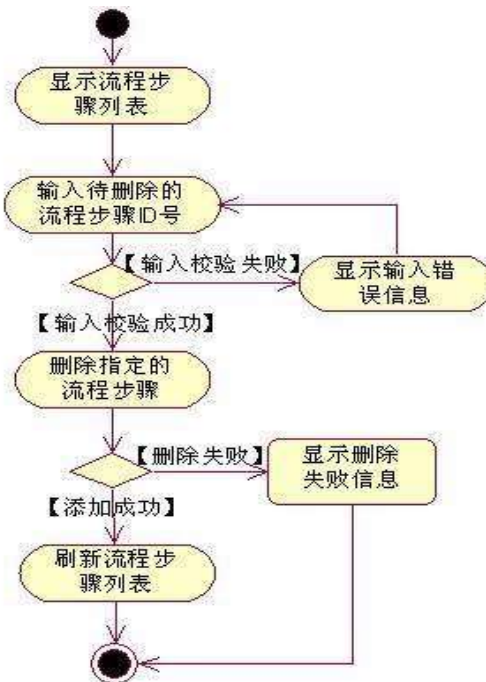 显示流程步
骤列表
输入待删除的
流程步骤ID号
【输入校验失败】
显示输入错
误信息
【输入校验成功】
删除指定的
流程步骤
【删除失败】
显示删除
失败信息
【添加成功】
刷新流程步
骤列表